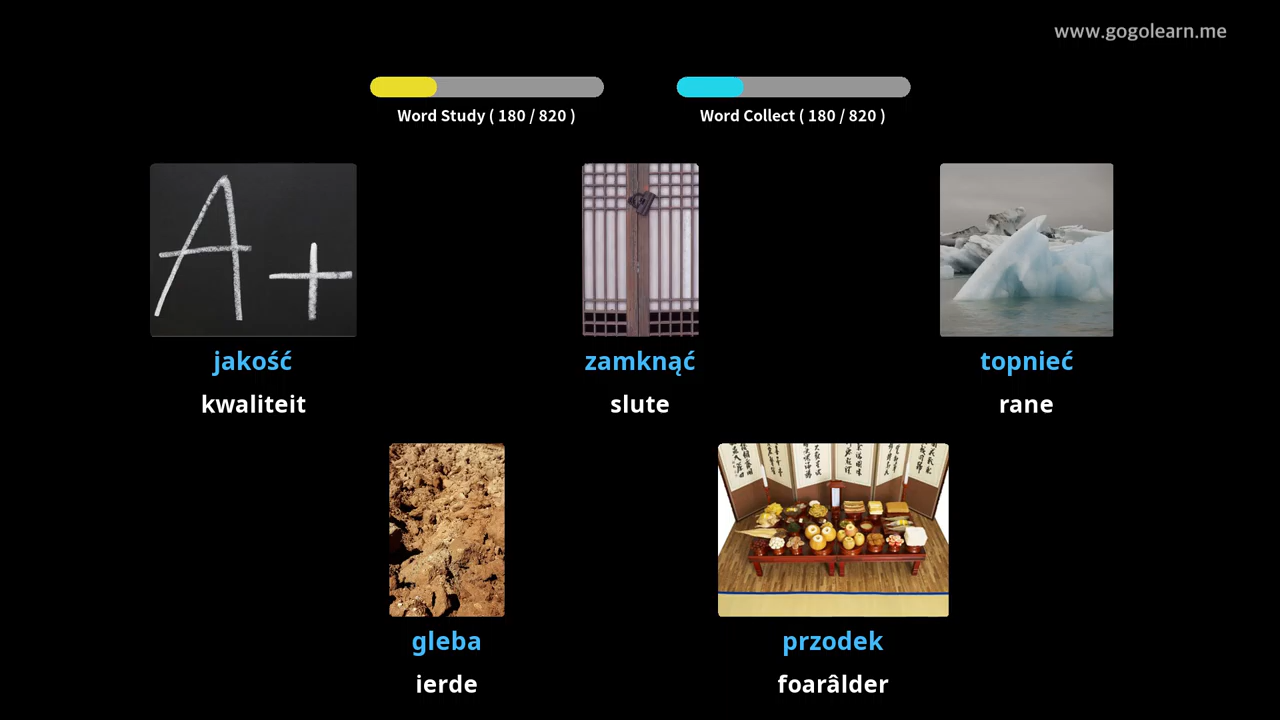 www.gogolearn.me
Word Study ( 180 / 820 )
Word Collect ( 180 / 820 )
A+
jakość
zamknąć
topnieć
kwaliteit
slute
rane
gleba
przodek
ierde
foarâlder